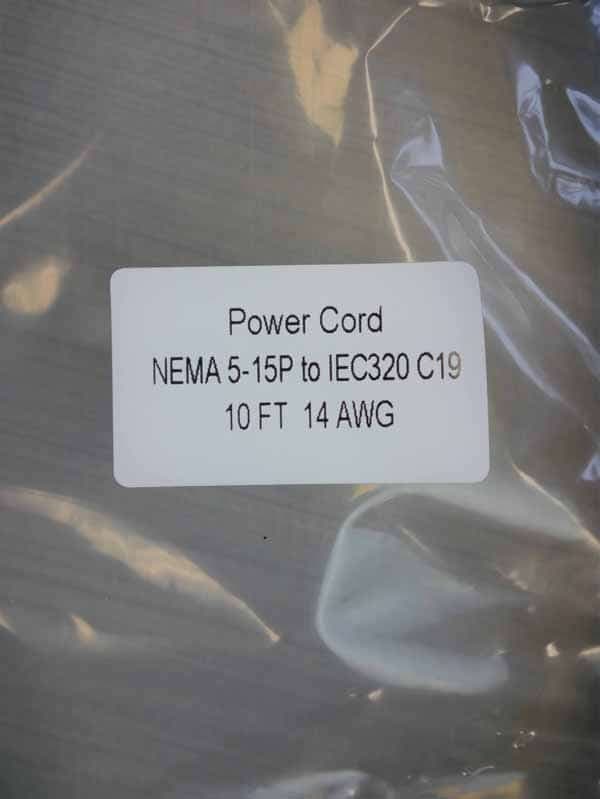 Power Cord
NEMA 5-15P to IEC320 C19
10 FT 14 AWG